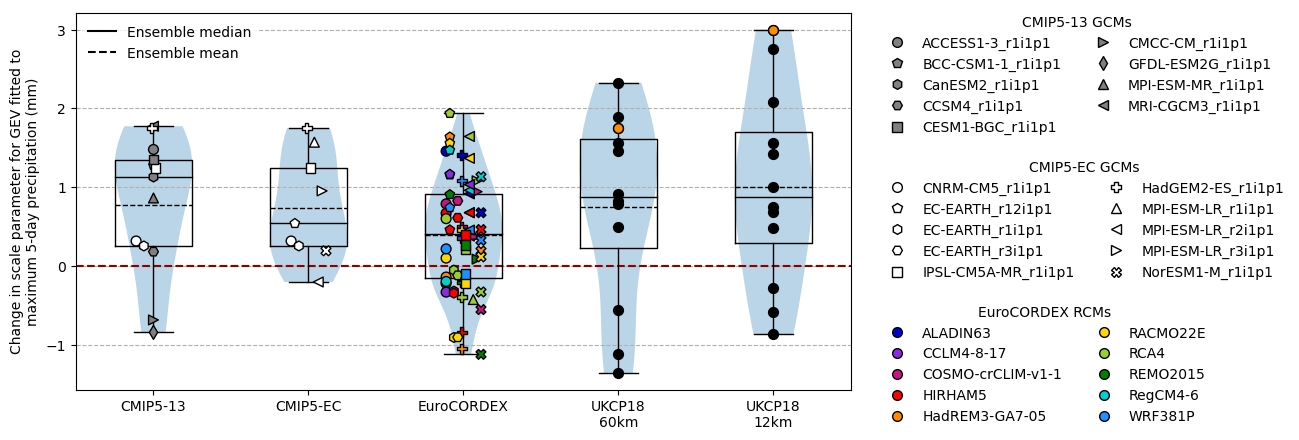 Change in scale parameter for GEV fitted to
maximum 5-day precipitation (mm)
3
2
1
0
−1
Ensemble median
Ensemble mean
CMIP5-13
CMIP5-EC
EuroCORDEX
UKCP18
60km
UKCP18
12km
CMIP5-13 GCMs
ACCESS1-3_r1i1p1
BCC-CSM1-1_r1i1p1
CanESM2_r1i1p1
CCSM4_r1i1p1
CESM1-BGC_r1i1p1
CMCC-CM_r1i1p1
GFDL-ESM2G_r1i1p1
MPI-ESM-MR_r1i1p1
MRI-CGCM3_r1i1p1
CMIP5-EC GCMs
CNRM-CM5_r1i1p1
EC-EARTH_r12i1p1
EC-EARTH_r1i1p1
EC-EARTH_r3i1p1
IPSL-CM5A-MR_r1i1p1
HadGEM2-ES_r1i1p1
MPI-ESM-LR_r1i1p1
MPI-ESM-LR_r2i1p1
MPI-ESM-LR_r3i1p1
NorESM1-M_r1i1p1
EuroCORDEX RCMs
ALADIN63
CCLM4-8-17
COSMO-crCLIM-v1-1
HIRHAM5
HadREM3-GA7-05
RACMO22E
RCA4
REMO2015
RegCM4-6
WRF381P